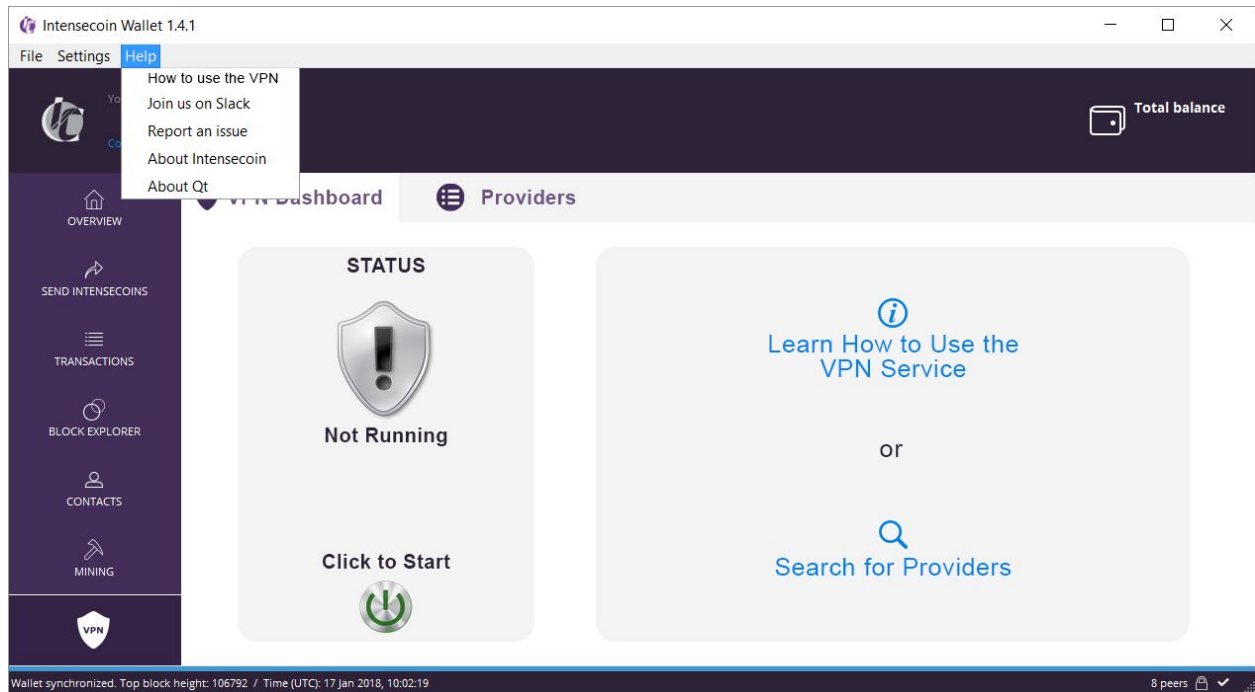 Intensecoin Wallet 1.4.1
File Settings Help
How to use the VPN
Join us on Slack
Report an issue
About Intensecoin
About Qt
Total balance
OVERVIEW
SEND INTENSECOINS
TRANSACTIONS
BLOCK EXPLORER
CONTACTS
MINING
VPN
Dashboard
Providers
STATUS
Not Running
Click to Start
Learn How to Use the
VPN Service
or
Search for Providers
Wallet synchronized. Top block height: 106792 / Time (UTC): 17 Jan 2018, 10:02:19
8 peers